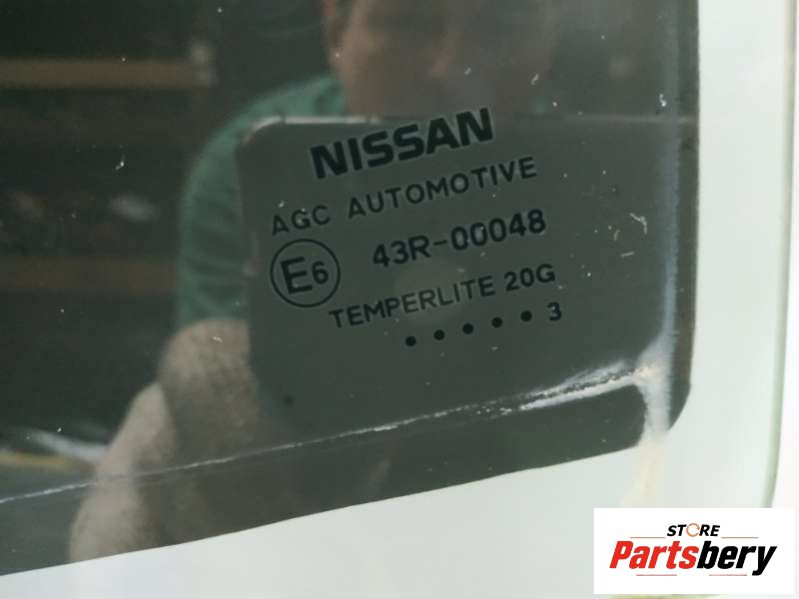 NISSAN
AGC AUTOMOTIVE
E6 43R-00048
TEMPERLITE 20G
• • • • • 3
STORE
Partsbery